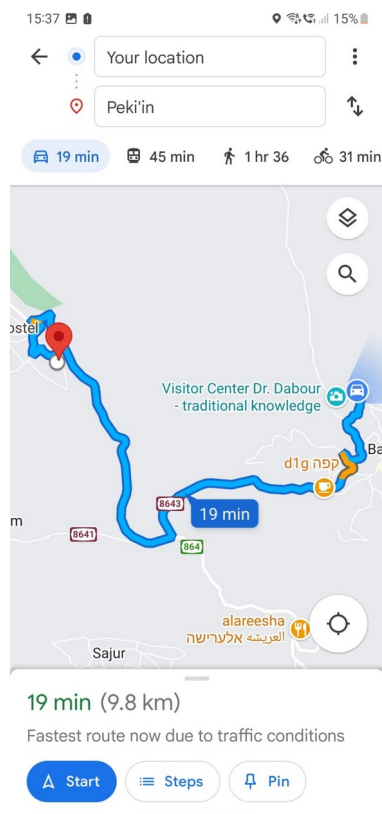 15:37
15%
Your location
Peki'in
19 min
45 min
1 hr 36
31 min
ostel
Visitor Center Dr. Dabour
- traditional knowledge
Ba
קפה d1g
8643
19 min
8641
864
m
alareesha
العريشه אלערישה
Sajur
19 min (9.8 km)
Fastest route now due to traffic conditions
Start
Steps
Pin